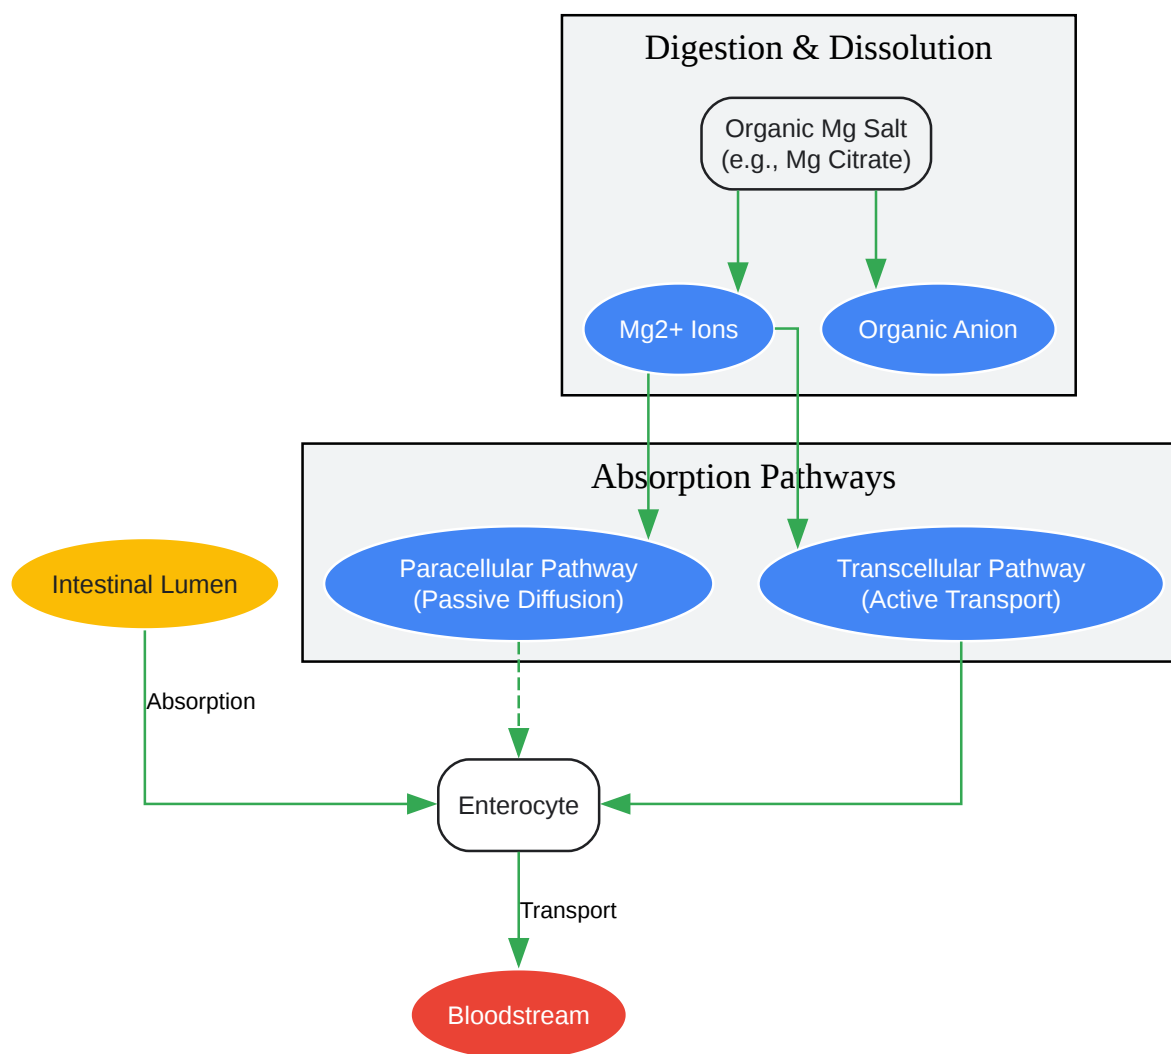 Digestion & Dissolution
Organic Mg Salt
(e.g., Mg Citrate)
Mg2+ Ions
Organic Anion
Absorption Pathways
Intestinal Lumen
Paracellular Pathway
(Passive Diffusion)
Transcellular Pathway
(Active Transport)
Absorption
Enterocyte
Transport
Bloodstream